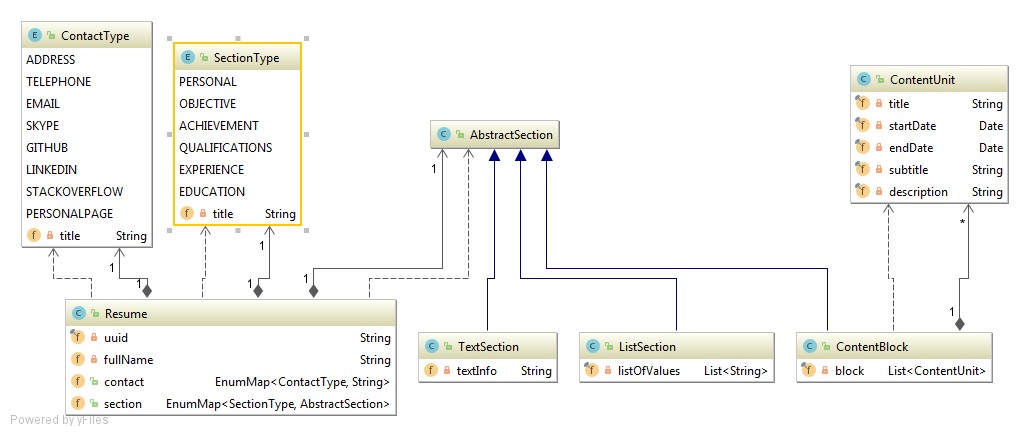 E ContactType
ADDRESS
TELEPHONE
EMAIL
SKYPE
GITHUB
LINKEDIN
STACKOVERFLOW
PERSONALPAGE
f title String
E SectionType
PERSONAL
OBJECTIVE
ACHIEVEMENT
QUALIFICATIONS
EXPERIENCE
EDUCATION
f title String
C AbstractSection
C ContentUnit
f title String
f startDate Date
f endDate Date
f subtitle String
f description String
1
1
1
*
1
1
1
1
C Resume
f uuid String
f fullName String
f contact EnumMap<ContactType, String>
f section EnumMap<SectionType, AbstractSection>
C TextSection
f textInfo String
C ListSection
f listOfValues List<String>
C ContentBlock
f block List<ContentUnit>
Powered by yFiles